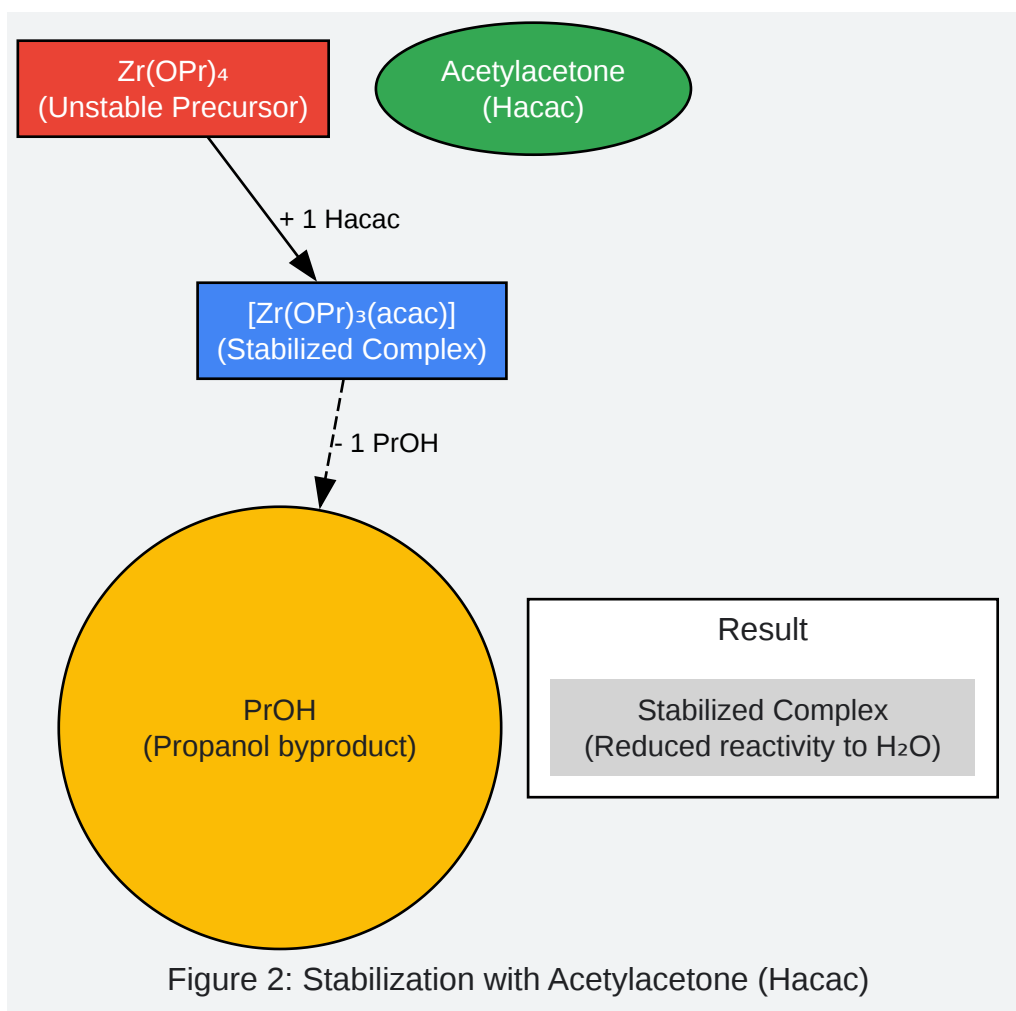 Zr(OPr)₄
(Unstable Precursor)
Acetylacetone
(Hacac)
+ 1 Hacac
[Zr(OPr)₃(acac)]
(Stabilized Complex)
- 1 PrOH
PrOH
(Propanol byproduct)
Result
Stabilized Complex
(Reduced reactivity to H₂O)
Figure 2: Stabilization with Acetylacetone (Hacac)